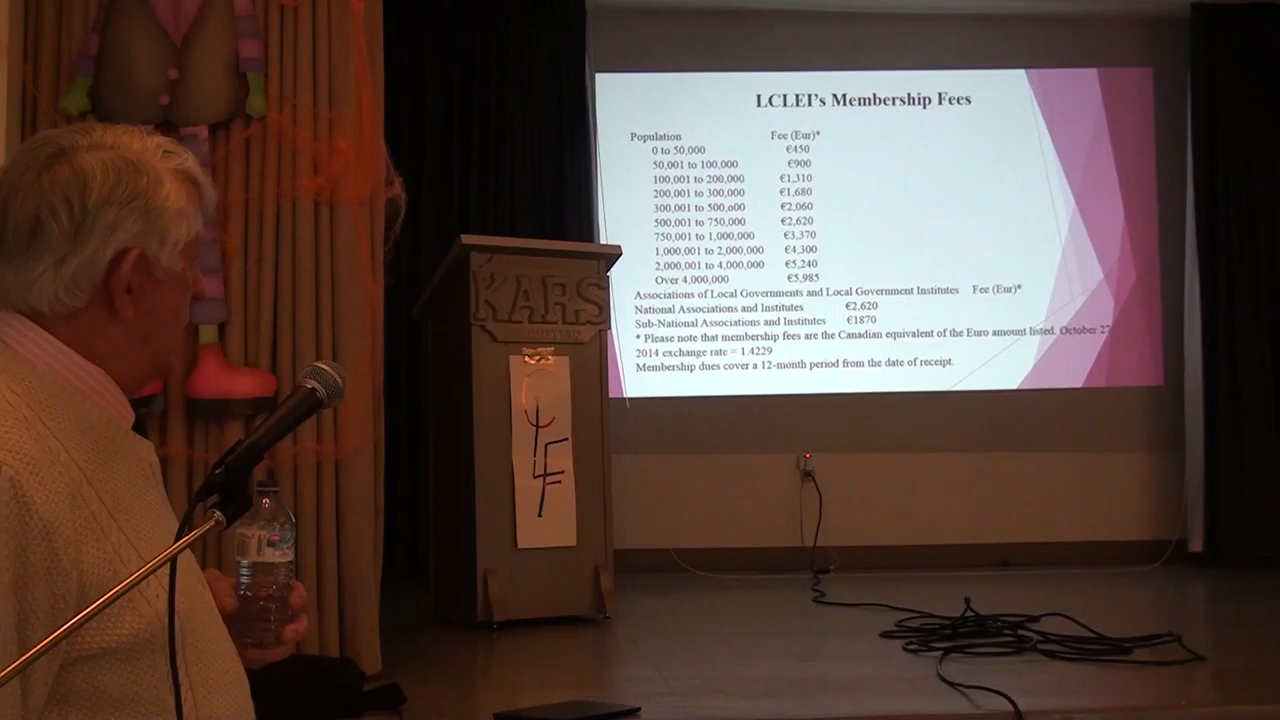 LCLEI's Membership Fees
Population Fee (Eur)*
0 to 50,000 €450
50,001 to 100,000 €900
100,001 to 200,000 €1,310
200,001 to 300,000 €1,680
300,001 to 500,000 €2,060
500,001 to 750,000 €2,620
750,001 to 1,000,000 €3,370
1,000,001 to 2,000,000 €4,300
2,000,001 to 4,000,000 €5,240
Over 4,000,000 €5,985
Associations of Local Governments and Local Government Institutes Fee (Eur)*
National Associations and Institutes €2,620
Sub-National Associations and Institutes €1870
* Please note that membership fees are the Canadian equivalent of the Euro amount listed. October 27
2014 exchange rate = 1.4229
Membership dues cover a 12-month period from the date of receipt.
KARS
CLEF